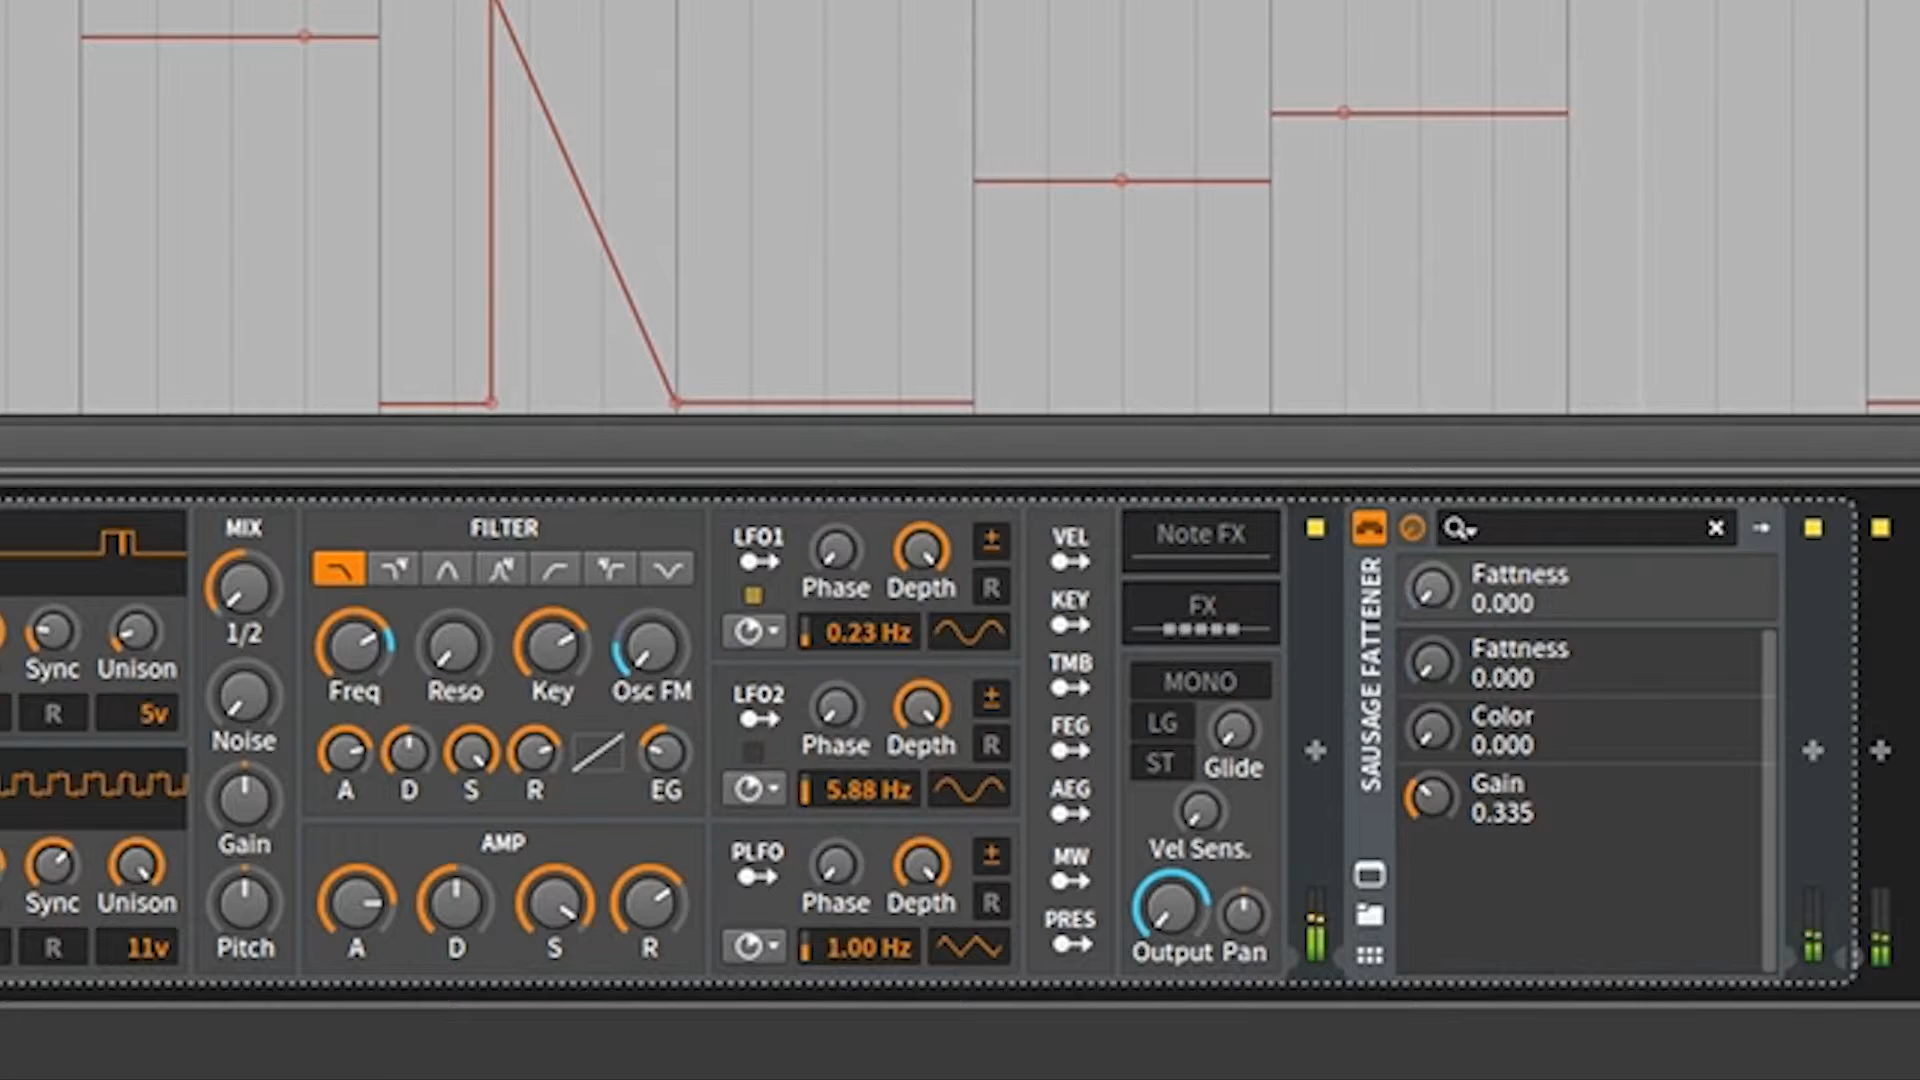 MIX
1/2
Noise
Gain
Pitch
Sync Unison
R 5v
Sync Unison
R 11v
FILTER
Freq Reso Key Osc FM
A D S R EG
AMP
A D S R
LFO1
Phase Depth ± R
0.23 Hz
LFO2
Phase Depth ± R
5.88 Hz
PLFO
Phase Depth ± R
1.00 Hz
VEL
KEY
TMB
FEG
AEG
MW
PRES
Note FX
FX
MONO
LG
ST
Glide
Vel Sens.
Output Pan
SAUSAGE FATTENER
Fattness
0.000
Fattness
0.000
Color
0.000
Gain
0.335